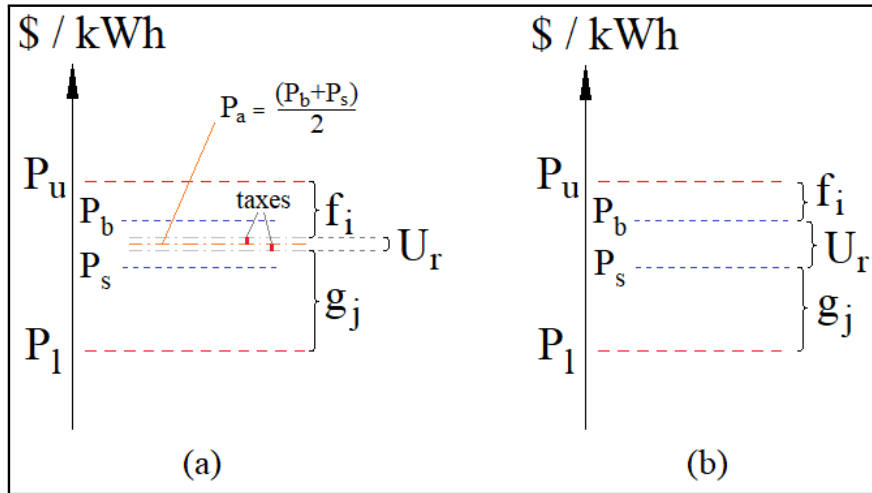 $ / kWh
P_a = (P_b+P_s)/2
P_u
P_b
taxes
f_i
U_r
P_s
g_j
P_l
(a)
$ / kWh
P_u
f_i
P_b
U_r
P_s
g_j
P_l
(b)